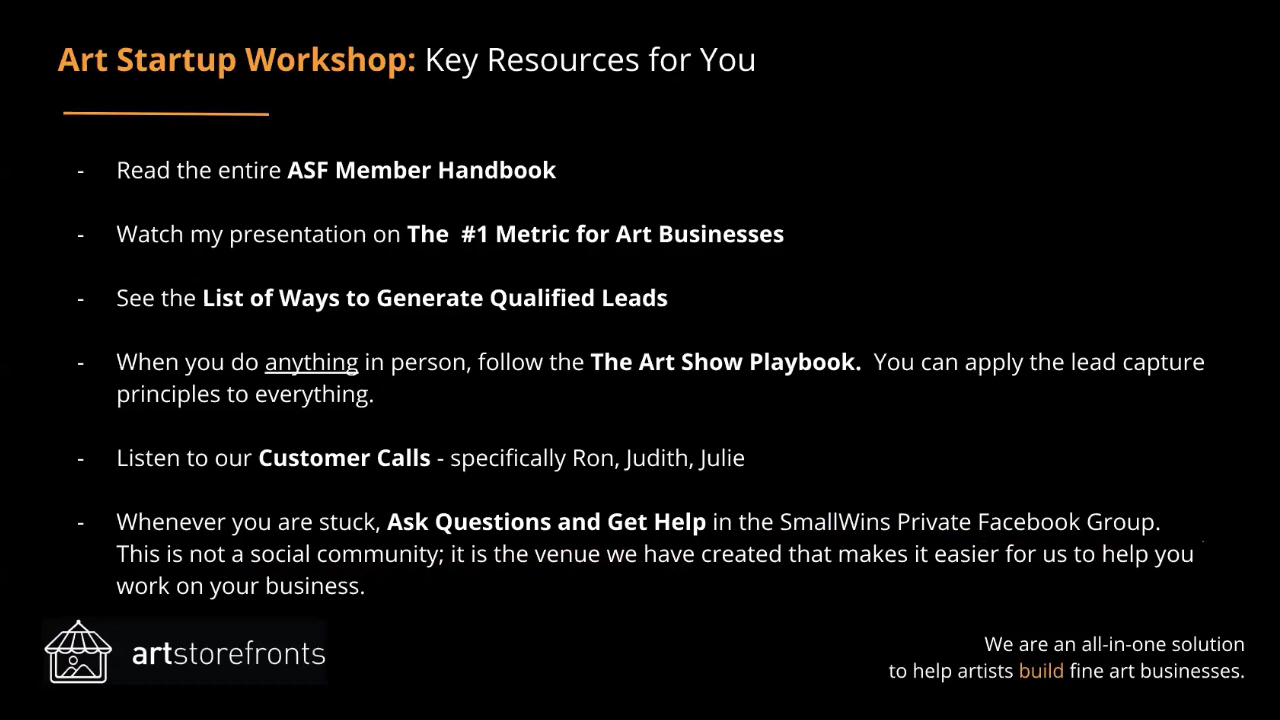 Art Startup Workshop: Key Resources for You
- Read the entire ASF Member Handbook
- Watch my presentation on The  #1 Metric for Art Businesses
- See the List of Ways to Generate Qualified Leads
- When you do anything in person, follow the The Art Show Playbook.  You can apply the lead capture
principles to everything.
- Listen to our Customer Calls - specifically Ron, Judith, Julie
- Whenever you are stuck, Ask Questions and Get Help in the SmallWins Private Facebook Group.
This is not a social community; it is the venue we have created that makes it easier for us to help you
work on your business.
artstorefronts
We are an all-in-one solution
to help artists build fine art businesses.